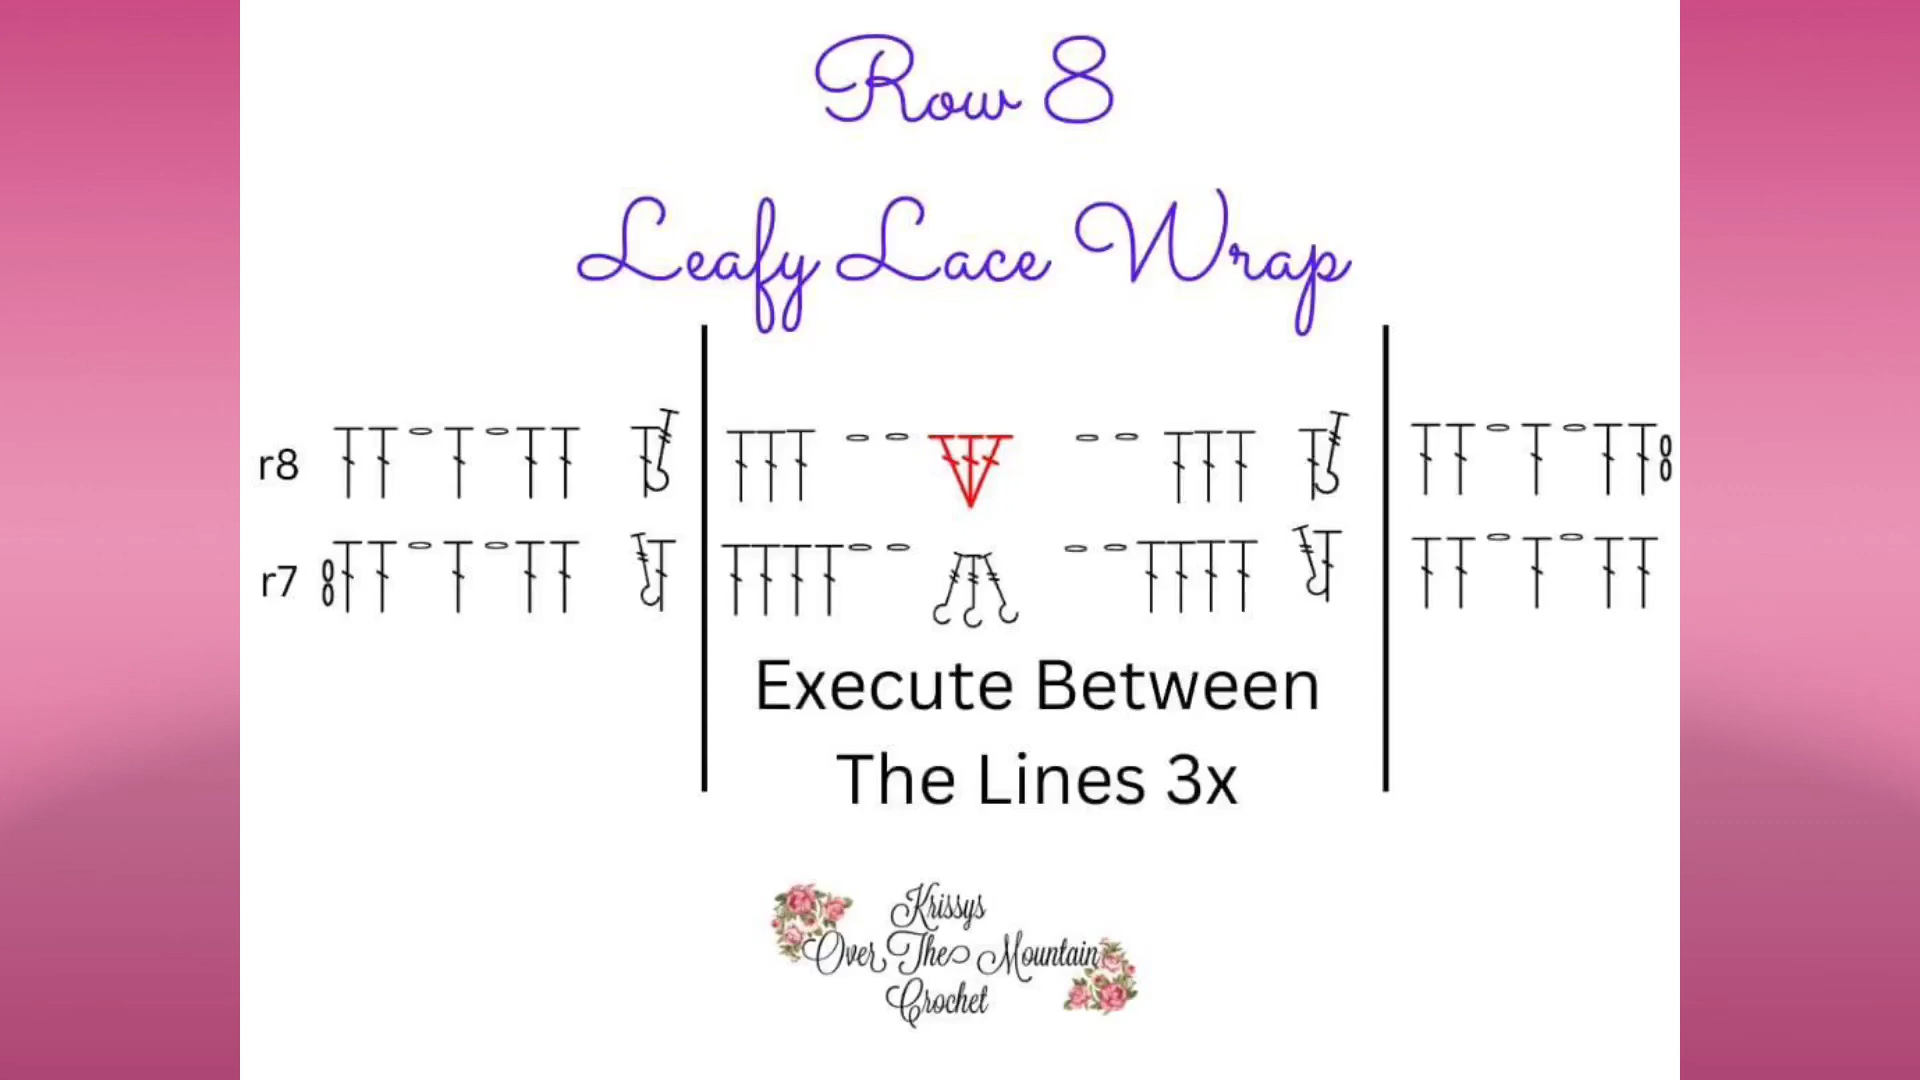 Row 8
Leafy Lace Wrap
r8
r7
Execute Between
The Lines 3x
Krissys
Over The Mountain
Crochet